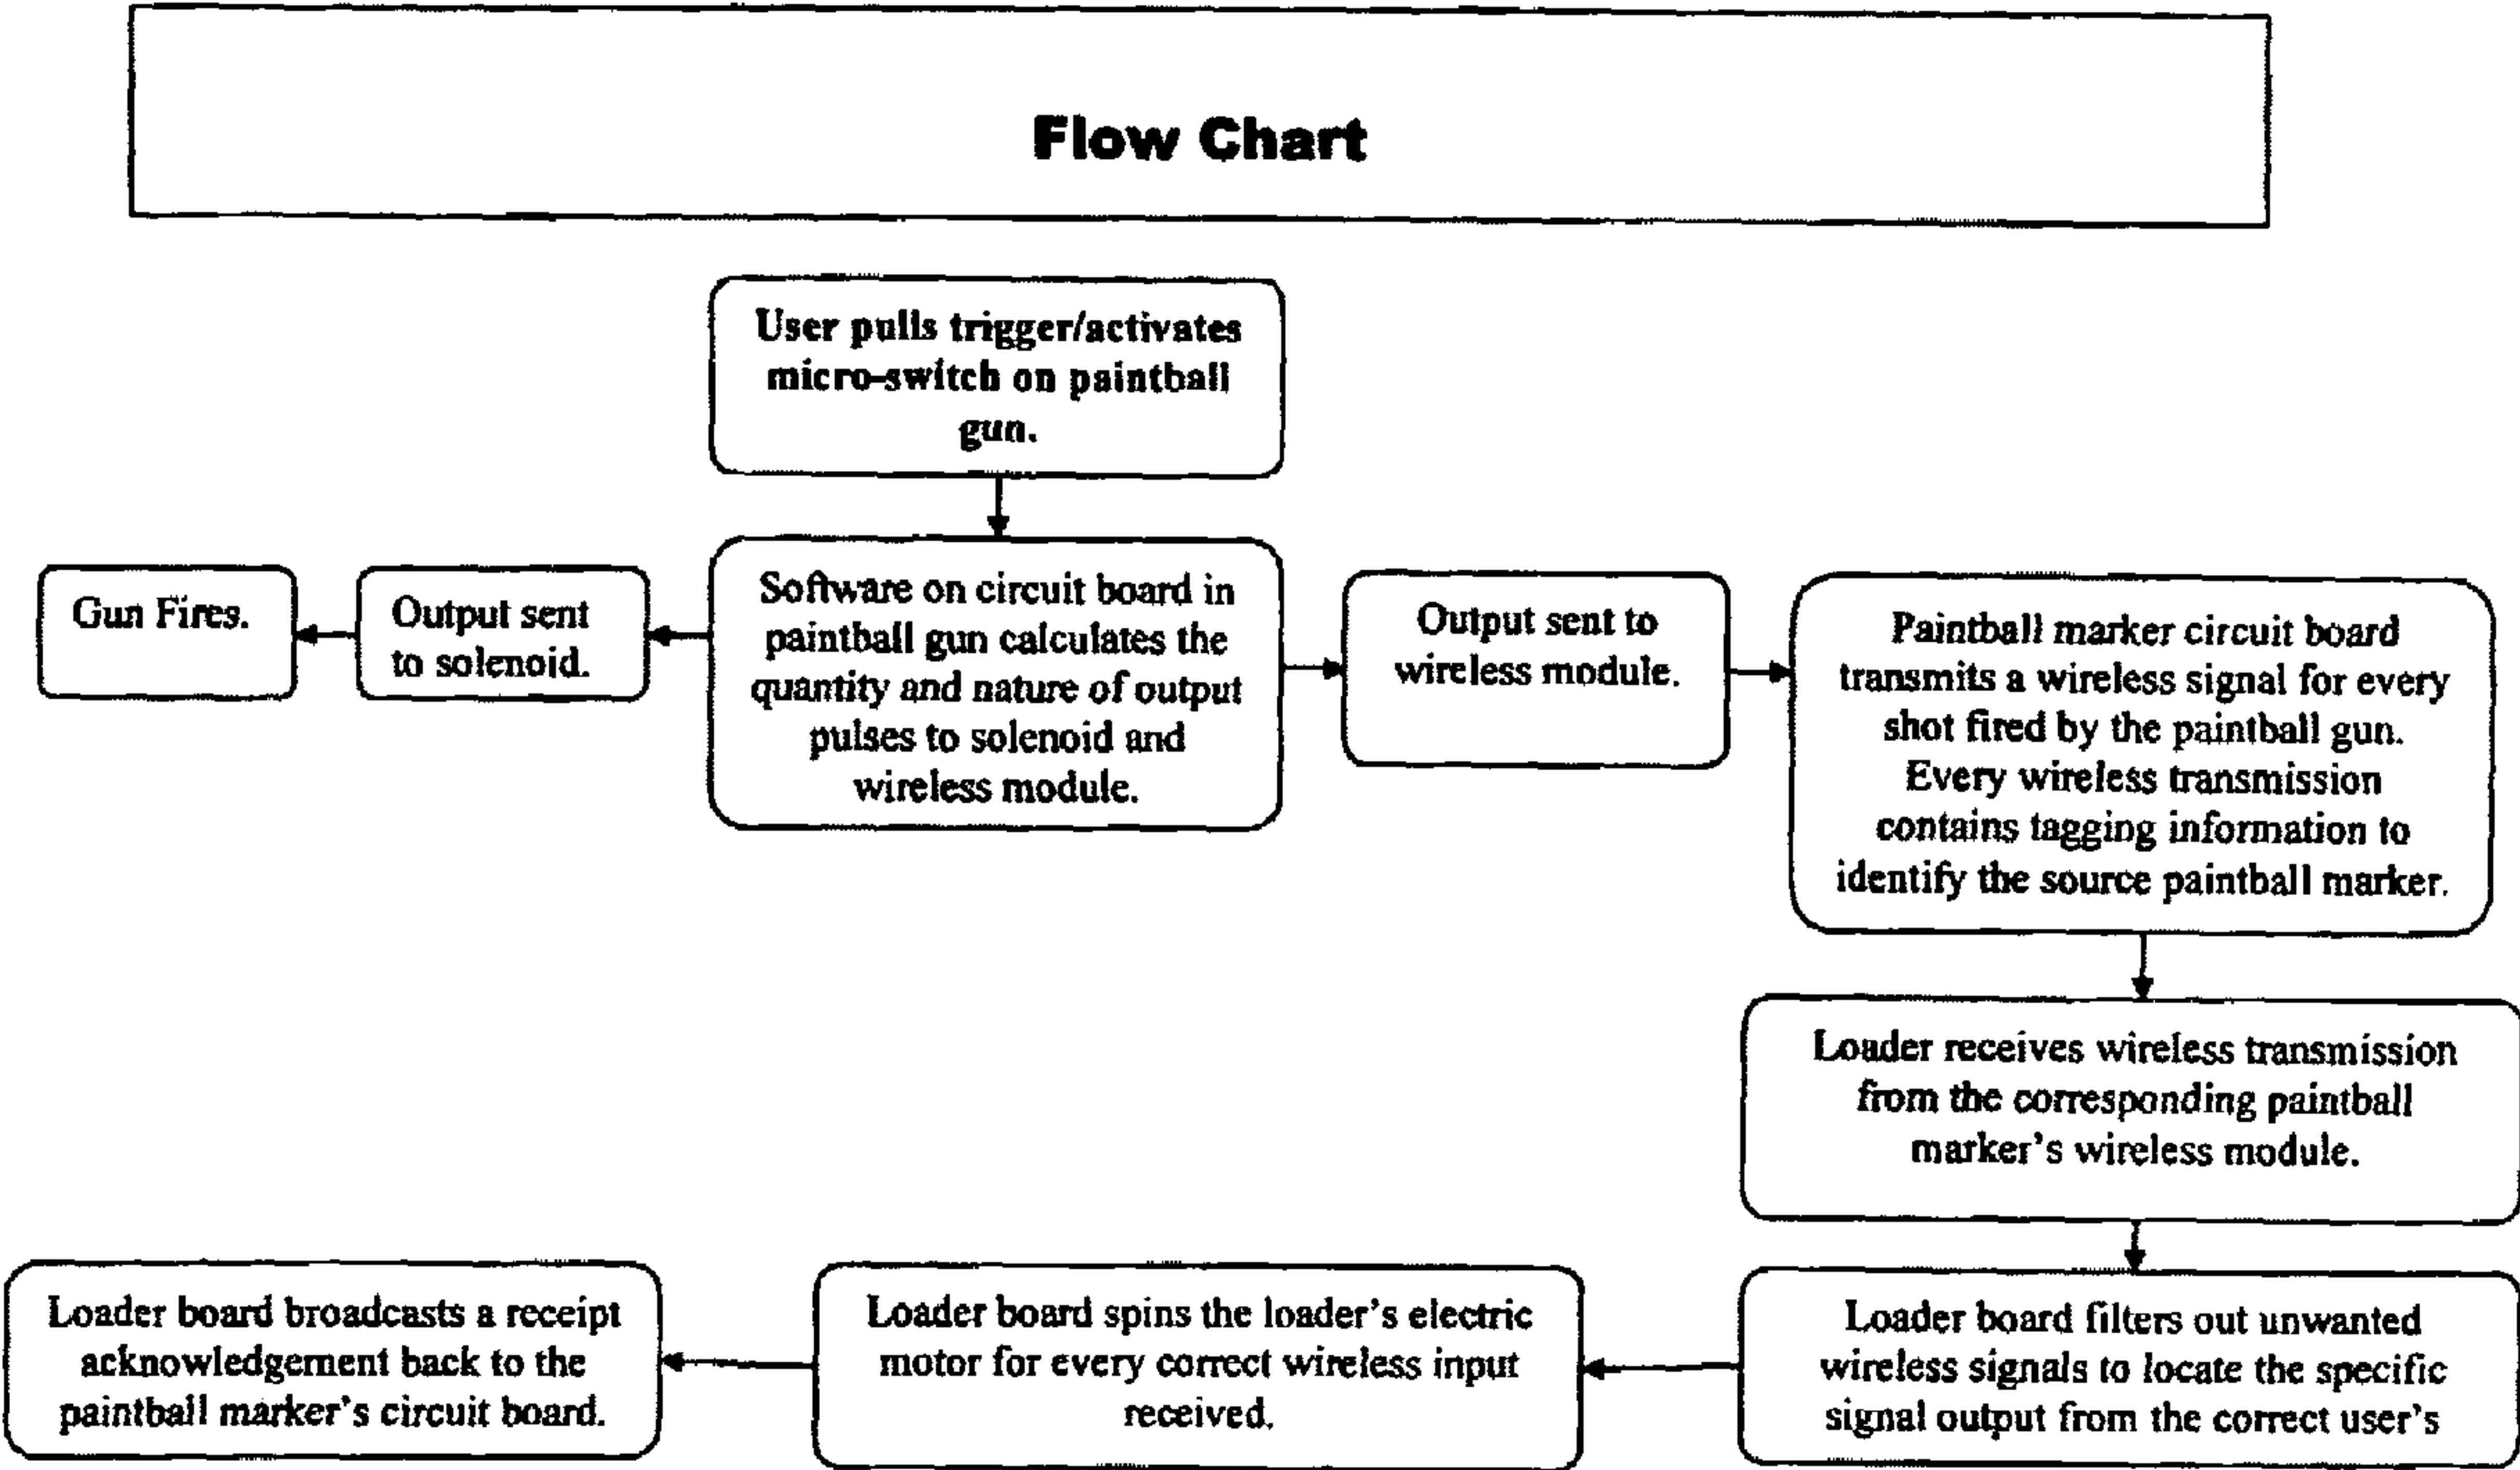 Flow Chart
User pulls trigger/activates
micro-switch on paintball
gun.
Gun Fires.
Output sent
to solenoid.
Software on circuit board in
paintball gun calculates the
quantity and nature of output
pulses to solenoid and
wireless module.
Output sent to
wireless module.
Paintball marker circuit board
transmits a wireless signal for every
shot fired by the paintball gun.
Every wireless transmission
contains tagging information to
identify the source paintball marker.
Loader receives wireless transmission
from the corresponding paintball
marker's wireless module.
Loader board filters out unwanted
wireless signals to locate the specific
signal output from the correct user's
Loader board spins the loader's electric
motor for every correct wireless input
received.
Loader board broadcasts a receipt
acknowledgement back to the
paintball marker's circuit board.